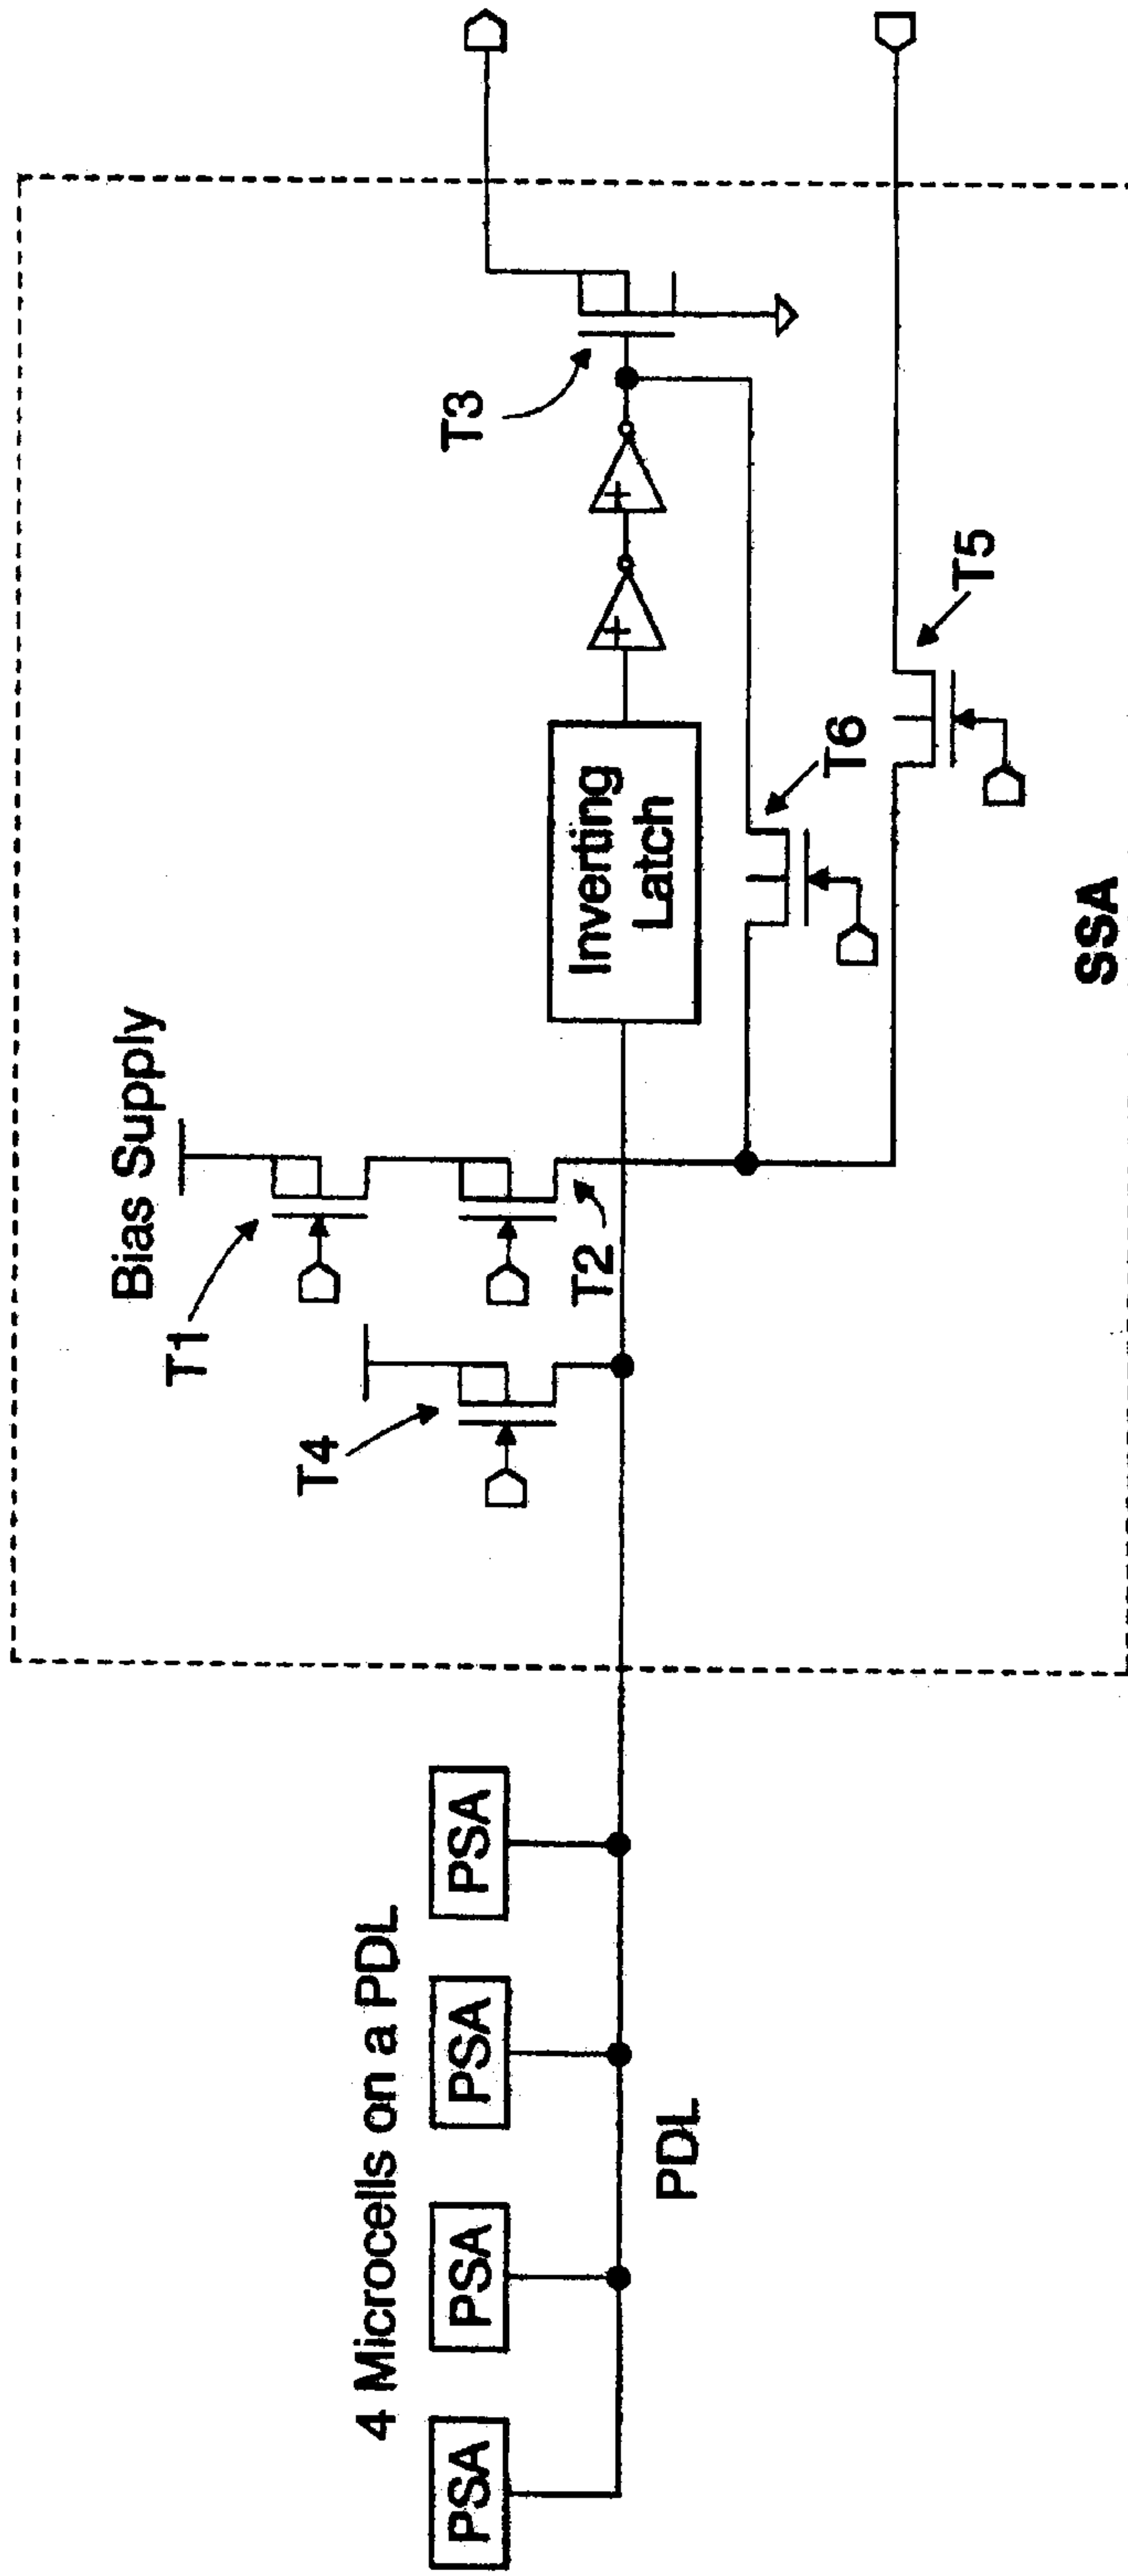 4 Microcells on a PDL
PSA
PSA
PSA
PSA
PDL
Bias Supply
T1
T4
T2
Inverting
Latch
T3
T6
T5
SSA
+
+